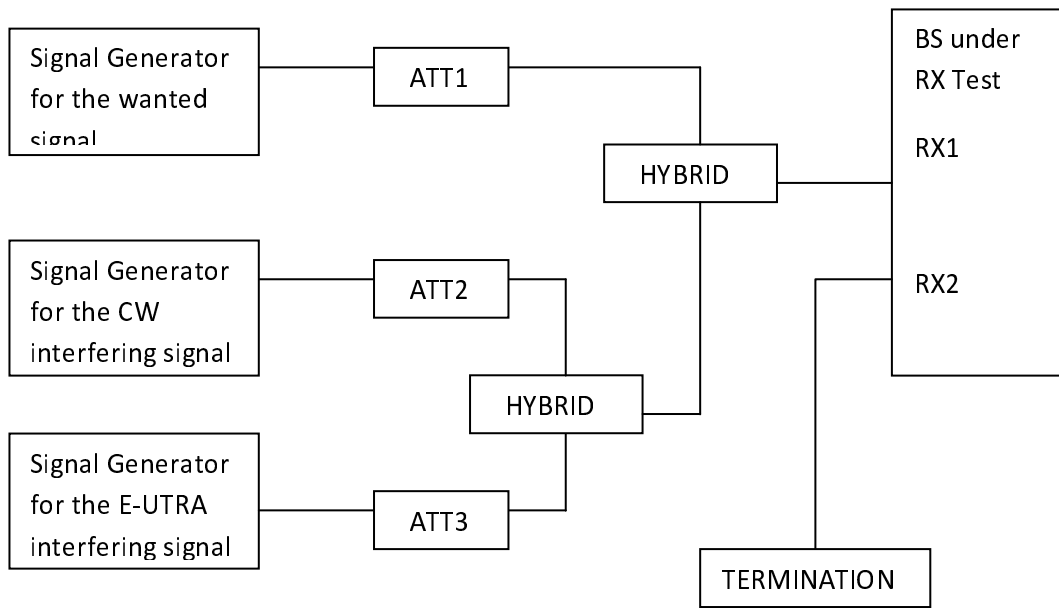 Signal Generator
for the wanted
signal
ATT1
HYBRID
BS under
RX Test
RX1
RX2
Signal Generator
for the CW
interfering signal
ATT2
HYBRID
Signal Generator
for the E-UTRA
interfering signal
ATT3
TERMINATION